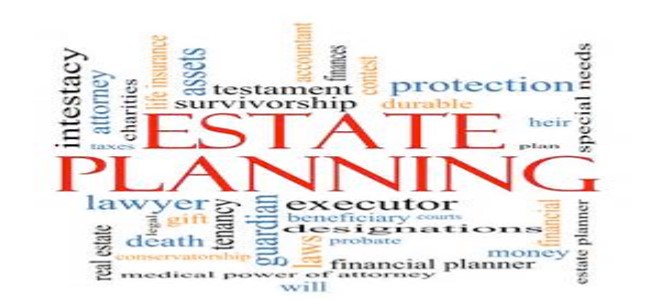 intestacy
attorney
charities
life insurance
assets
accountant
finances
contest
testament
protection
special needs
survivorship
durable
heir
taxes
ESTATE
plan
PLANNING
lawyer
legal
gift
tenancy
guardian
executor
beneficiary
courts
designations
financial
estate planner
real estate
death
laws
probate
money
conservatorship
financial planner
medical power of attorney
will